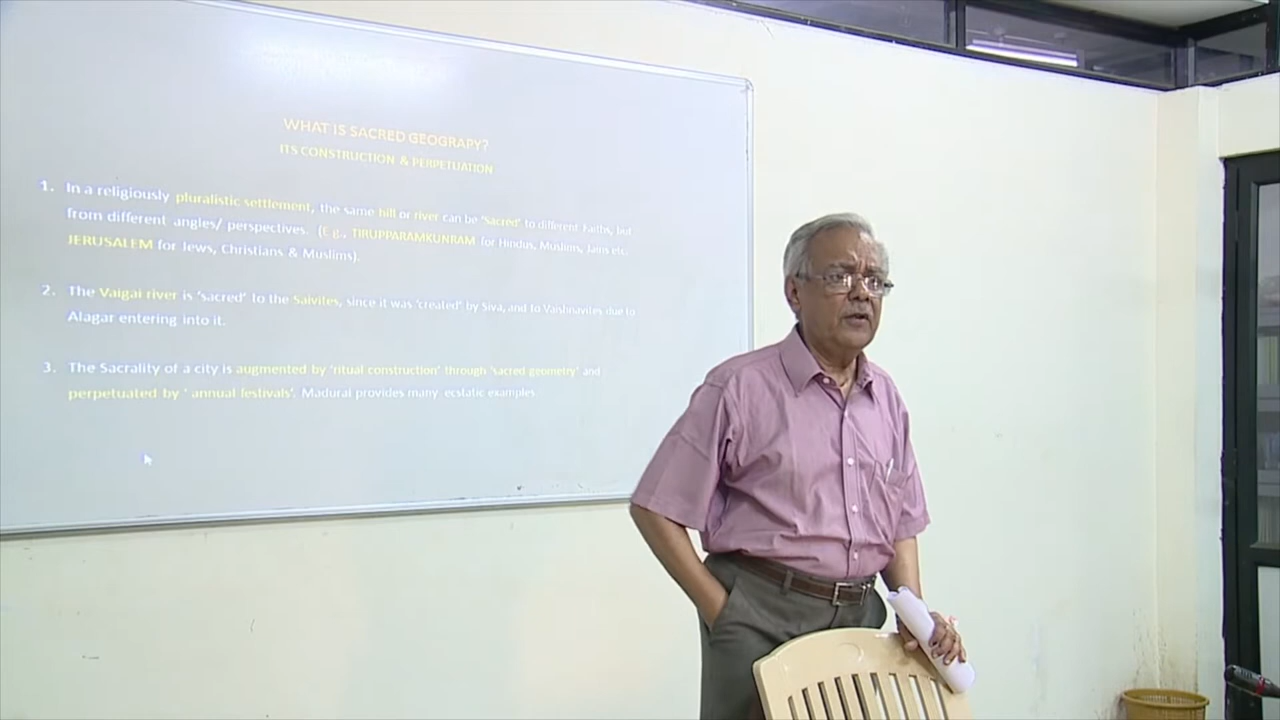 WHAT IS SACRED GEOGRAPY?
ITS CONSTRUCTION & PERPETUATION
1. In a religiously pluralistic settlement, the same hill or river can be 'sacred' to different Faiths, but
from different angles/ perspectives. (E g., TIRUPPARAMKUNRAM for Hindus, Muslims, Jains etc.
JERUSALEM for Jews, Christians & Muslims).
2. The Vaigai river is 'sacred' to the Saivites, since it was 'created' by Siva, and to Vaishnavites due to
Alagar entering into it.
3. The Sacrality of a city is augmented by 'ritual construction' through 'sacred geometry' and
perpetuated by ' annual festivals'. Madurai provides many ecstatic examples.